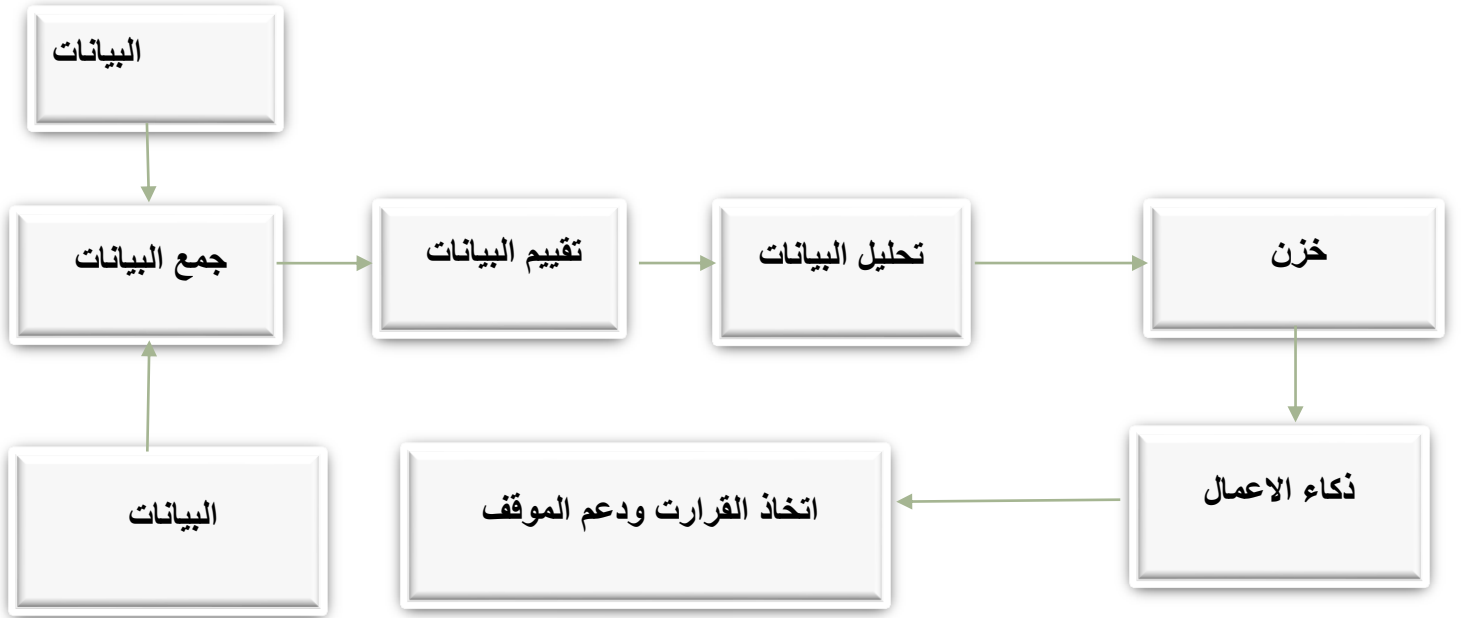 البيانات
جمع البيانات
تقييم البيانات
تحليل البيانات
خزن
ذكاء الاعمال
اتخاذ القرارت ودعم الموقف
البيانات